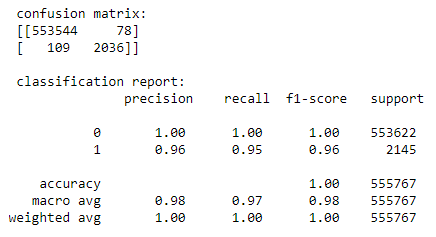 confusion matrix:
[[553544     78]
[   109   2036]]
classification report:
precision    recall  f1-score   support
0       1.00      1.00      1.00    553622
1       0.96      0.95      0.96      2145
accuracy                           1.00    555767
macro avg       0.98      0.97      0.98    555767
weighted avg       1.00      1.00      1.00    555767